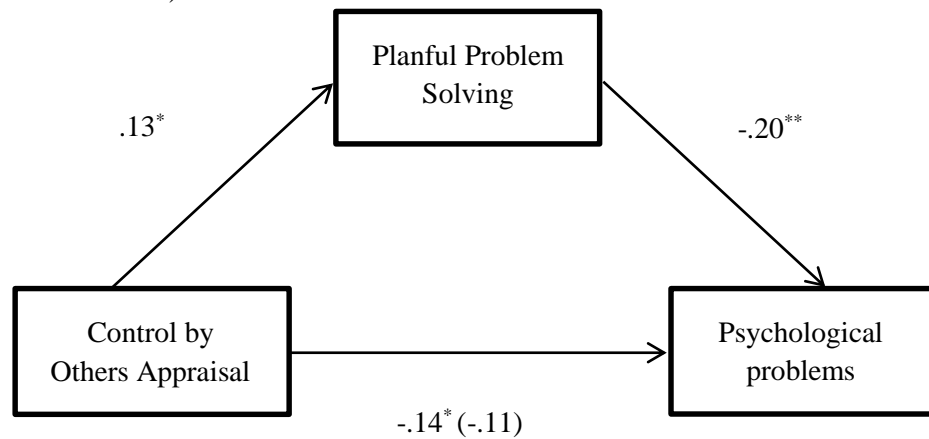 Planful Problem
Solving
.13*
-.20**
Control by
Others Appraisal
Psychological
problems
-.14* (-.11)